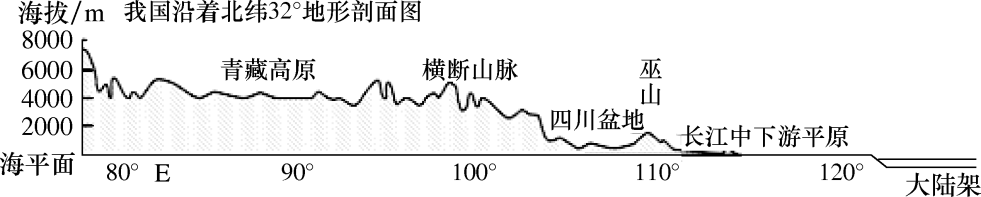 海拔/m 我国沿着北纬32°地形剖面图
8000
6000
4000
2000
海平面
青藏高原
横断山脉
巫山
四川盆地
长江中下游平原
80° E 90° 100° 110° 120°
大陆架